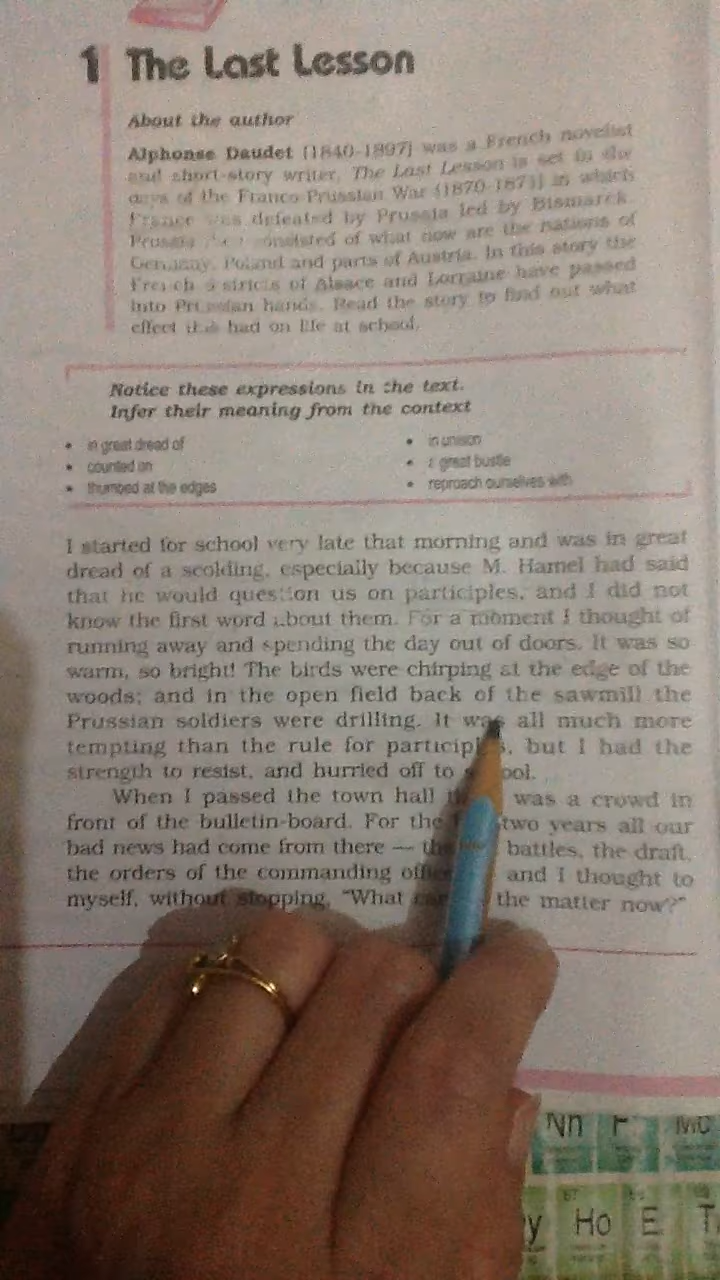 1 The Last Lesson
About the author
Alphonse Daudet (1840-1897) was a French novelist
and short-story writer. The Last Lesson is set in the
days of the Franco-Prussian War (1870-1871) in which
France was defeated by Prussia led by Bismarck.
Prussia then consisted of what now are the nations of
Germany, Poland and parts of Austria. In this story the
French districts of Alsace and Lorraine have passed
into Prussian hands. Read the story to find out what
effect this had on life at school.
Notice these expressions in the text.
Infer their meaning from the context
• in great dread of
• counted on
• thumbed at the edges
• in unison
• a great bustle
• reproach ourselves with
I started for school very late that morning and was in great
dread of a scolding, especially because M. Hamel had said
that he would question us on participles, and I did not
know the first word about them. For a moment I thought of
running away and spending the day out of doors. It was so
warm, so bright! The birds were chirping at the edge of the
woods; and in the open field back of the sawmill the
Prussian soldiers were drilling. It was all much more
tempting than the rule for participles, but I had the
strength to resist, and hurried off to school.
When I passed the town hall was a crowd in
front of the bulletin-board. For the two years all our
bad news had come from there — the battles, the draft,
the orders of the commanding and I thought to
myself, without stopping, “What the matter now?”
Nh
Ho
E